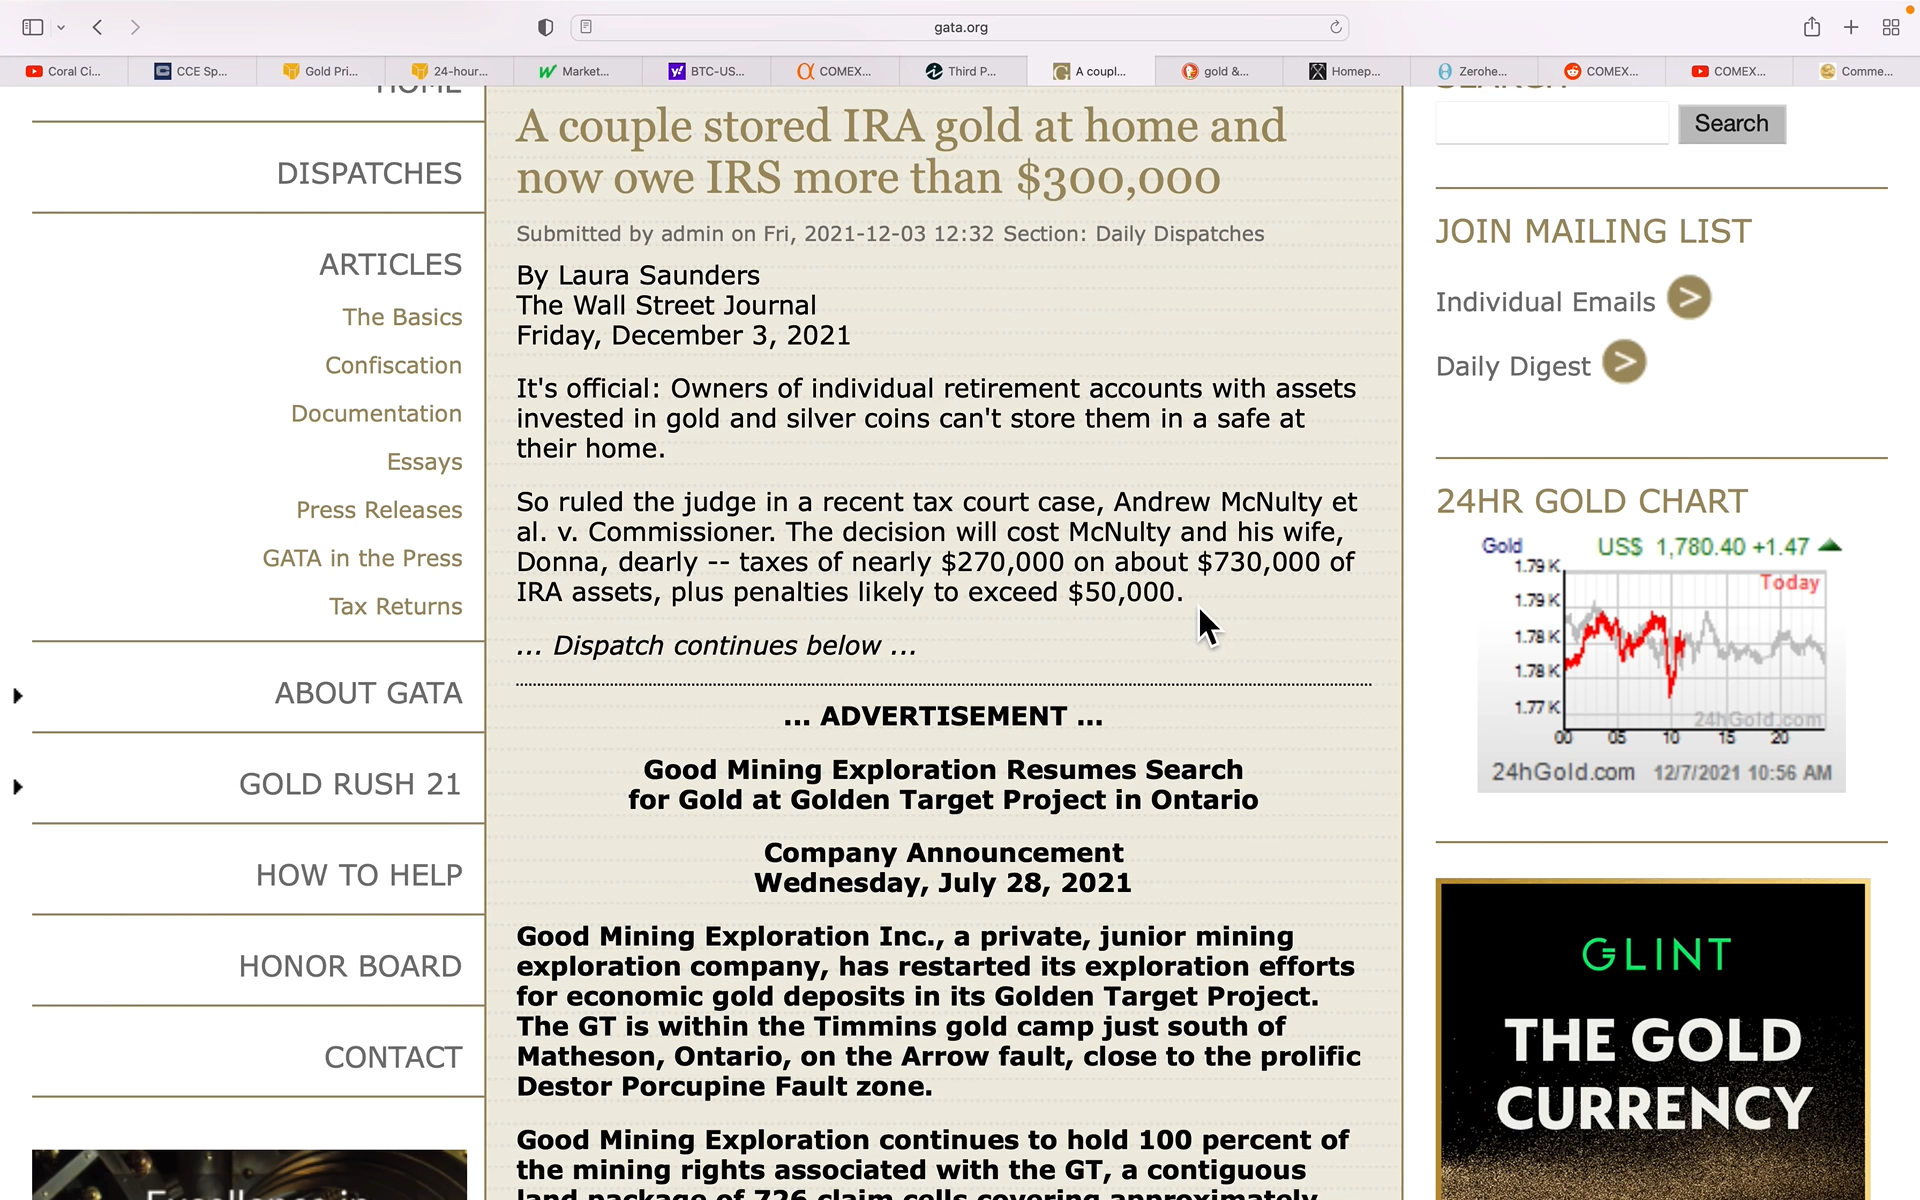 gata.org
Coral Ci...
CCE Sp...
Gold Pri...
24-hour...
Market...
BTC-US...
COMEX...
Third P...
A coupl...
gold &...
Homep...
Zerohe...
COMEX...
COMEX...
Comme...
HOME
DISPATCHES
ARTICLES
The Basics
Confiscation
Documentation
Essays
Press Releases
GATA in the Press
Tax Returns
ABOUT GATA
GOLD RUSH 21
HOW TO HELP
HONOR BOARD
CONTACT
A couple stored IRA gold at home and
now owe IRS more than $300,000
Submitted by admin on Fri, 2021-12-03 12:32 Section: Daily Dispatches
By Laura Saunders
The Wall Street Journal
Friday, December 3, 2021
It's official: Owners of individual retirement accounts with assets
invested in gold and silver coins can't store them in a safe at
their home.
So ruled the judge in a recent tax court case, Andrew McNulty et
al. v. Commissioner. The decision will cost McNulty and his wife,
Donna, dearly -- taxes of nearly $270,000 on about $730,000 of
IRA assets, plus penalties likely to exceed $50,000.
... Dispatch continues below ...
... ADVERTISEMENT ...
Good Mining Exploration Resumes Search
for Gold at Golden Target Project in Ontario
Company Announcement
Wednesday, July 28, 2021
Good Mining Exploration Inc., a private, junior mining
exploration company, has restarted its exploration efforts
for economic gold deposits in its Golden Target Project.
The GT is within the Timmins gold camp just south of
Matheson, Ontario, on the Arrow fault, close to the prolific
Destor Porcupine Fault zone.
Good Mining Exploration continues to hold 100 percent of
the mining rights associated with the GT, a contiguous
land package of 726 claim cells covering approximately
SEARCH
Search
JOIN MAILING LIST
Individual Emails >
Daily Digest >
24HR GOLD CHART
Gold US$ 1,780.40 +1.47
Today
1.79 K
1.79 K
1.78 K
1.78 K
1.77 K
24hGold.com
00 05 10 15 20
24hGold.com 12/7/2021 10:56 AM
GLINT
THE GOLD
CURRENCY